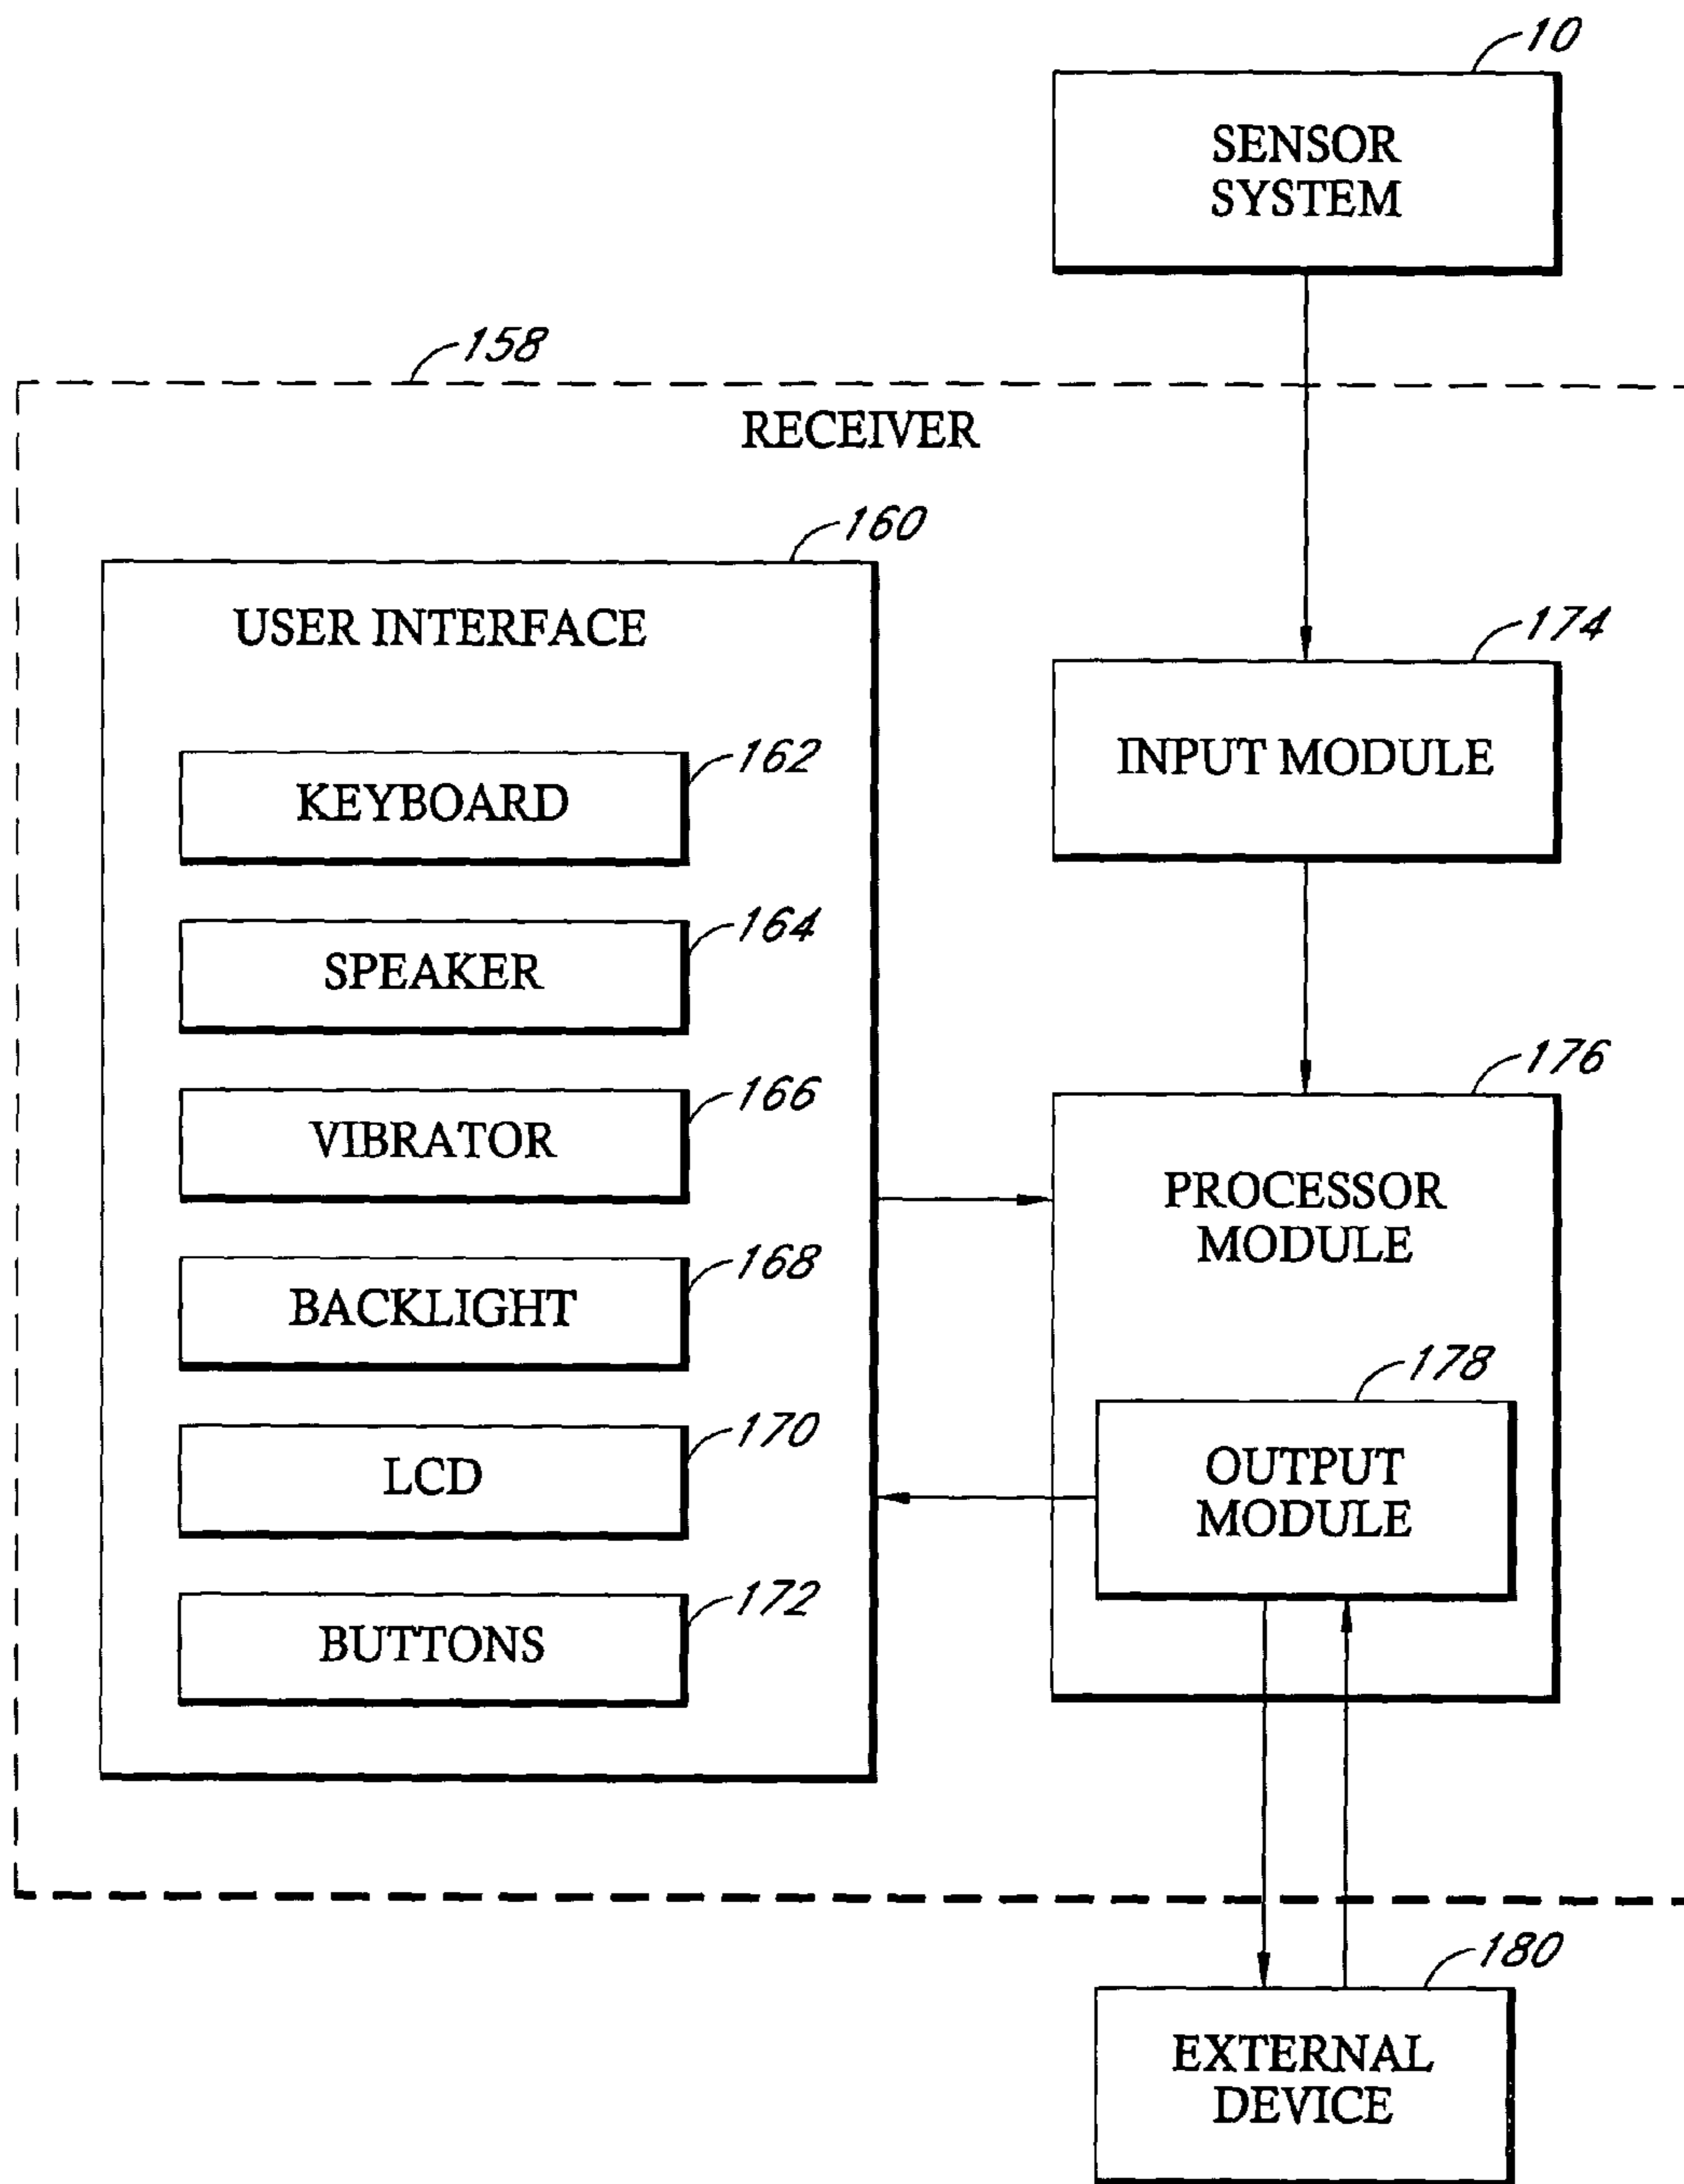 10
SENSOR
SYSTEM
158
RECEIVER
160
USER INTERFACE
174
INPUT MODULE
162
KEYBOARD
164
SPEAKER
166
VIBRATOR
168
BACKLIGHT
170
LCD
172
BUTTONS
176
PROCESSOR
MODULE
178
OUTPUT
MODULE
180
EXTERNAL
DEVICE